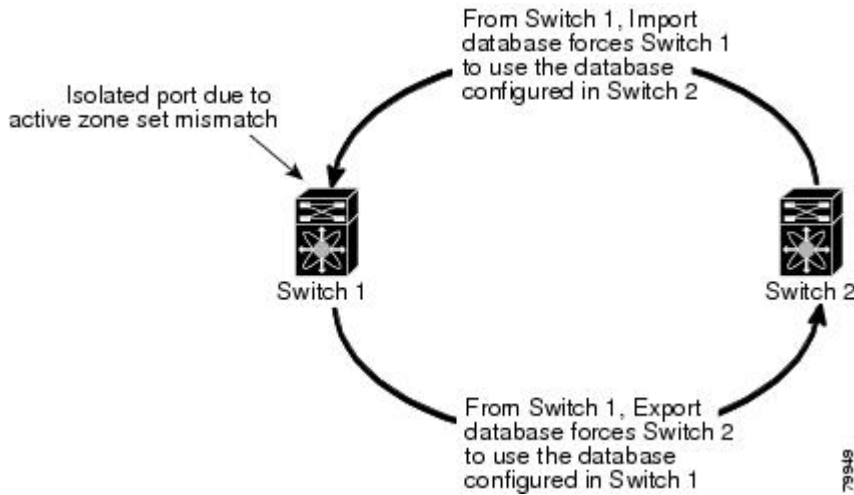 From Switch 1, Import
database forces Switch 1
to use the database
configured in Switch 2
Isolated port due to
active zone set mismatch
Switch 1
Switch 2
From Switch 1, Export
database forces Switch 2
to use the database
configured in Switch 1
79949